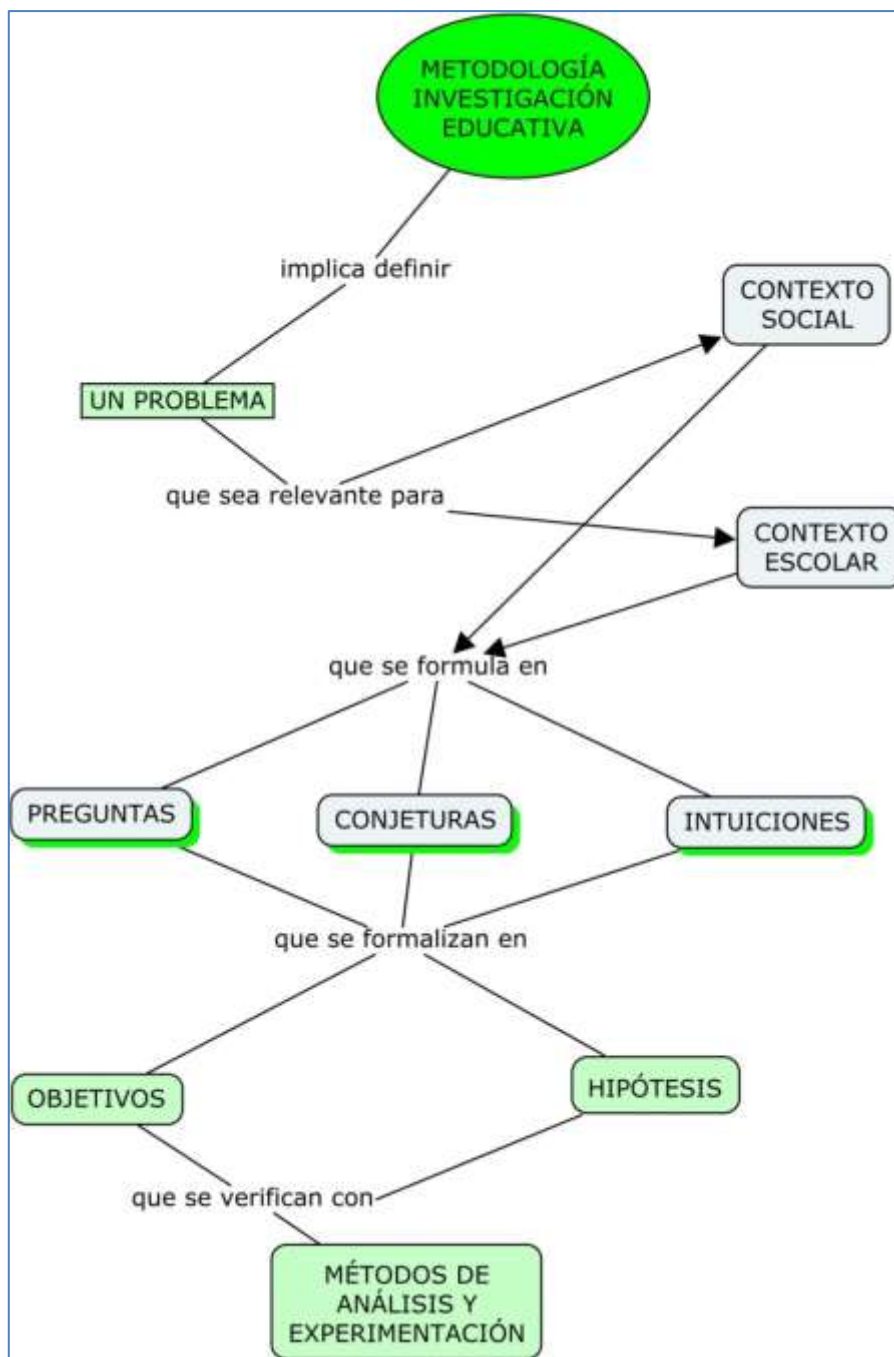 METODOLOGÍA
INVESTIGACIÓN
EDUCATIVA
implica definir
CONTEXTO
SOCIAL
UN PROBLEMA
que sea relevante para
CONTEXTO
ESCOLAR
que se formula en
PREGUNTAS
CONJETURAS
INTUICIONES
que se formalizan en
OBJETIVOS
HIPÓTESIS
que se verifican con
MÉTODOS DE
ANÁLISIS Y
EXPERIMENTACIÓN